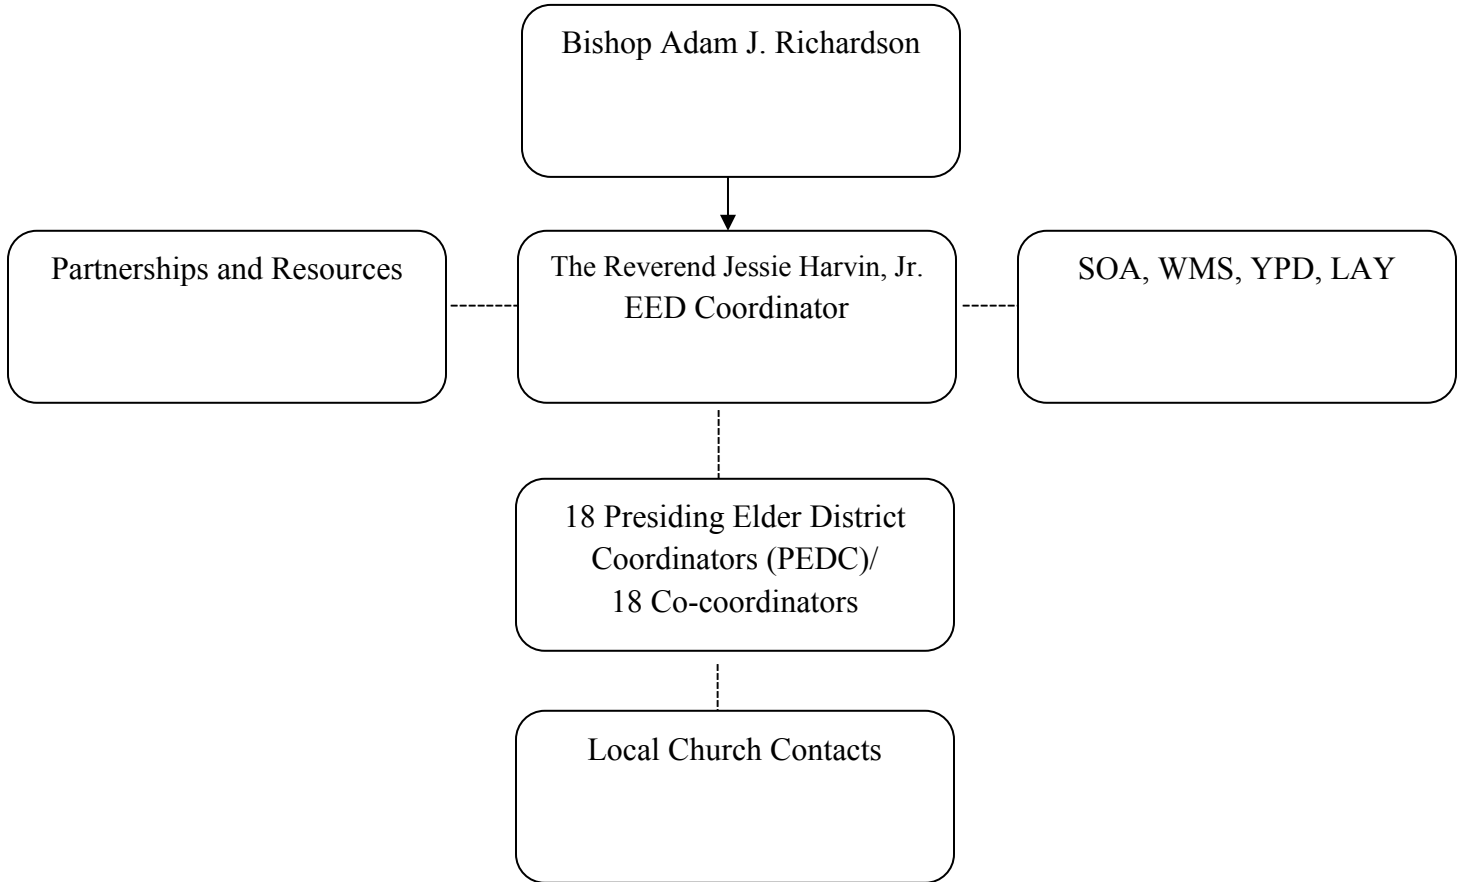 Bishop Adam J. Richardson
Partnerships and Resources
The Reverend Jessie Harvin, Jr.
EED Coordinator
SOA, WMS, YPD, LAY
18 Presiding Elder District
Coordinators (PEDC)/
18 Co-coordinators
Local Church Contacts